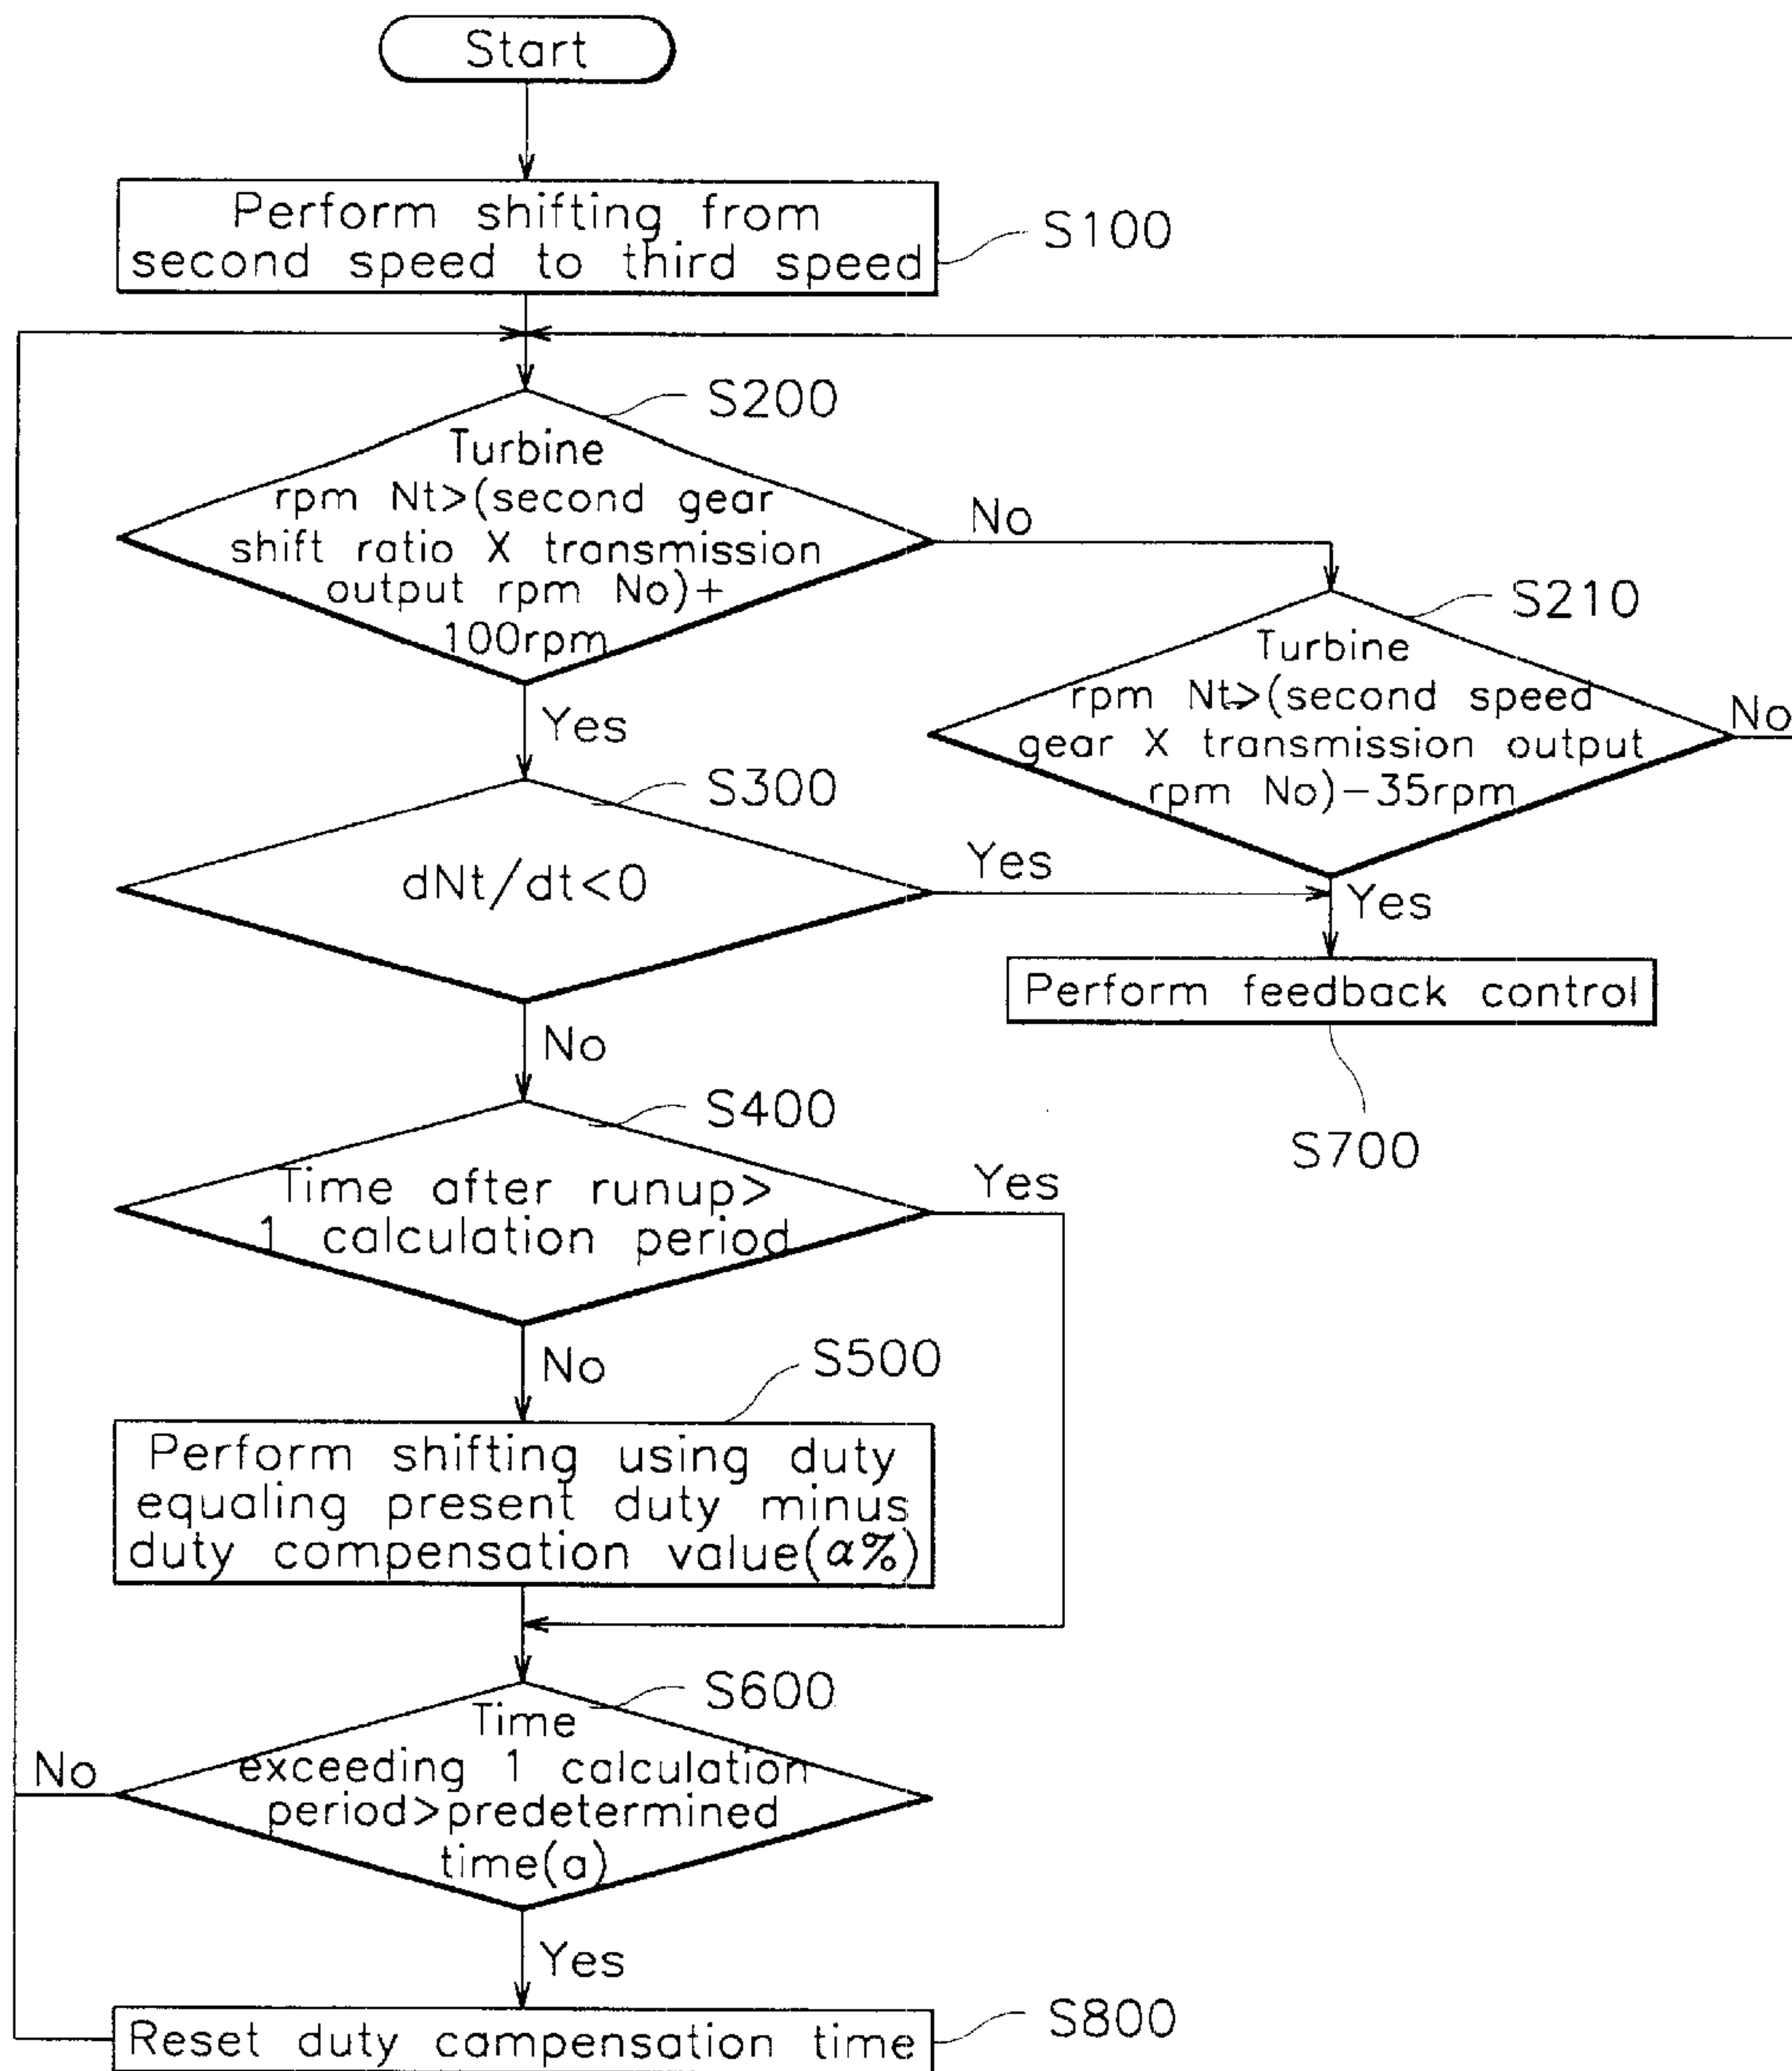 Start
Perform shifting from
second speed to third speed
S100
S200
Turbine
rpm Nt>(second gear
shift ratio X transmission
output rpm No)+
100rpm
No
Yes
S210
Turbine
rpm Nt>(second speed
gear X transmission output
rpm No)-35rpm
No
Yes
S300
dNt/dt<0
Yes
No
Perform feedback control
S700
S400
Time after runup>
1 calculation period
Yes
No
S500
Perform shifting using duty
equaling present duty minus
duty compensation value(α%)
S600
Time
exceeding 1 calculation
period>predetermined
time(a)
No
Yes
Reset duty campensation time
S800